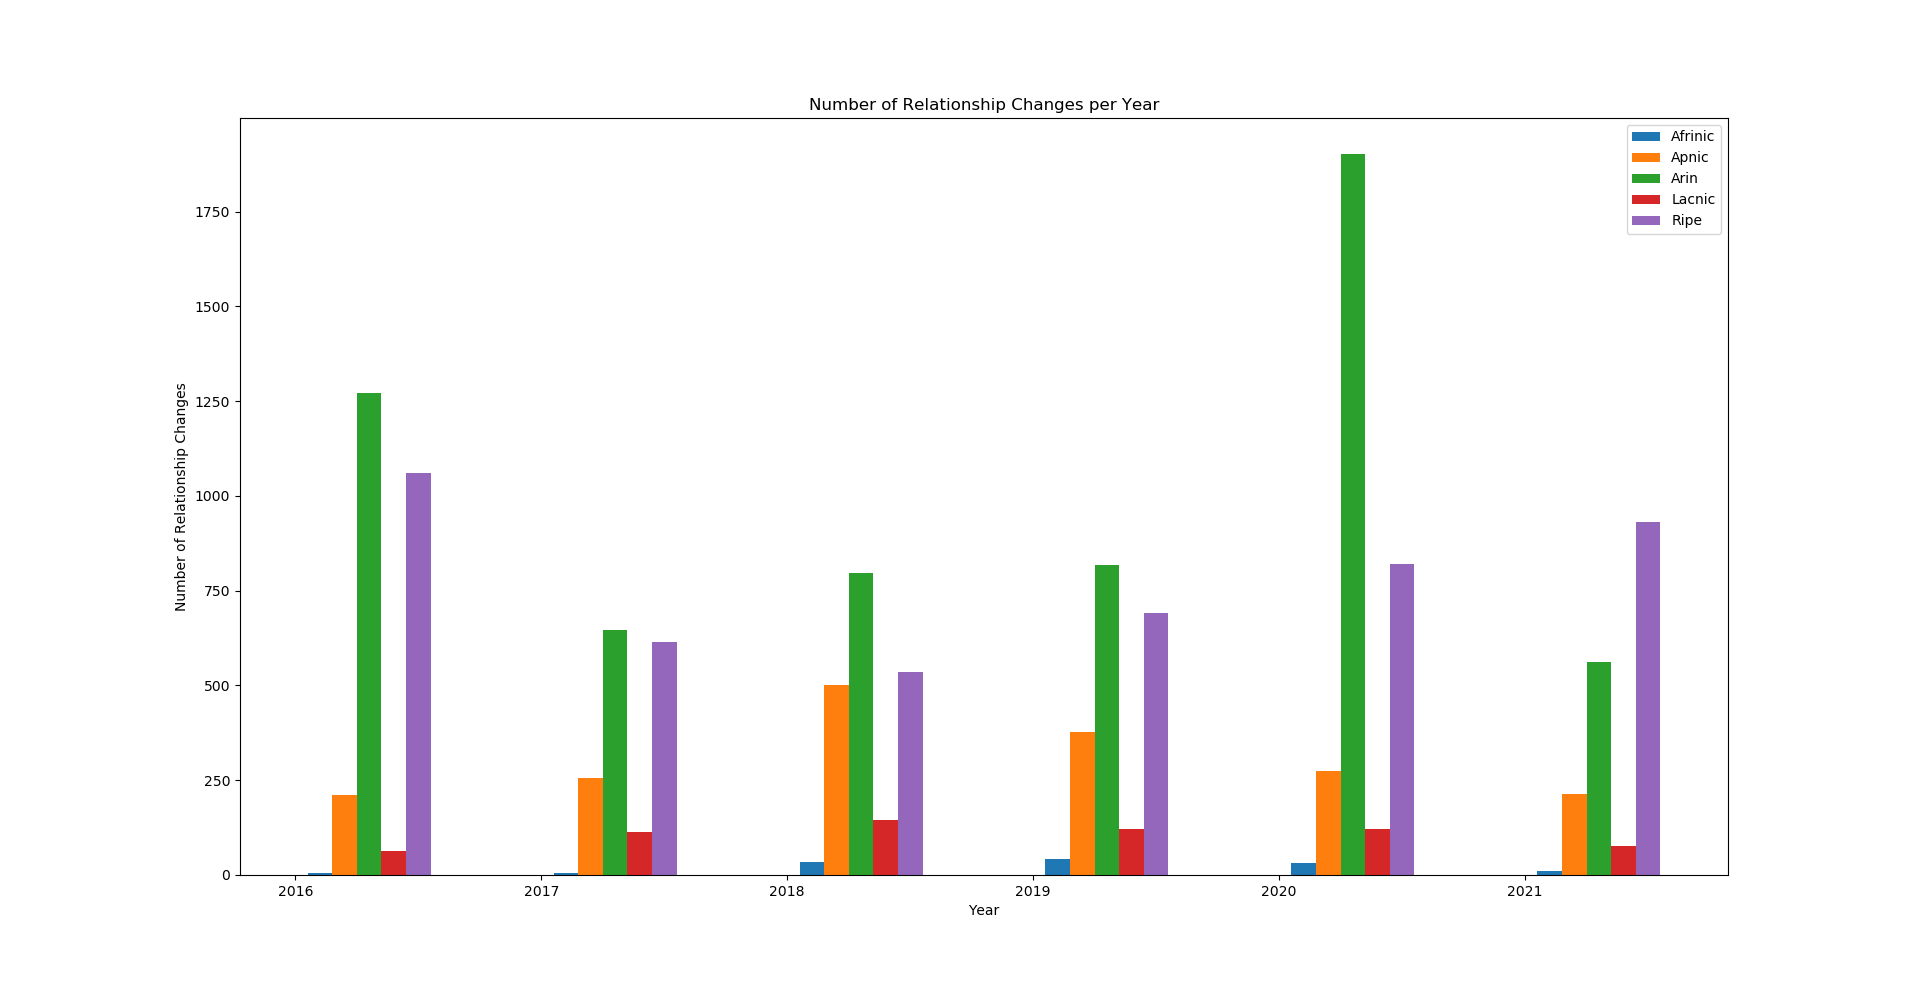 Number of Relationship Changes per Year
Afrinic
Apnic
Arin
Lacnic
Ripe
Number of Relationship Changes
1750
1500
1250
1000
750
500
250
0
2016 2017 2018 2019 2020 2021
Year